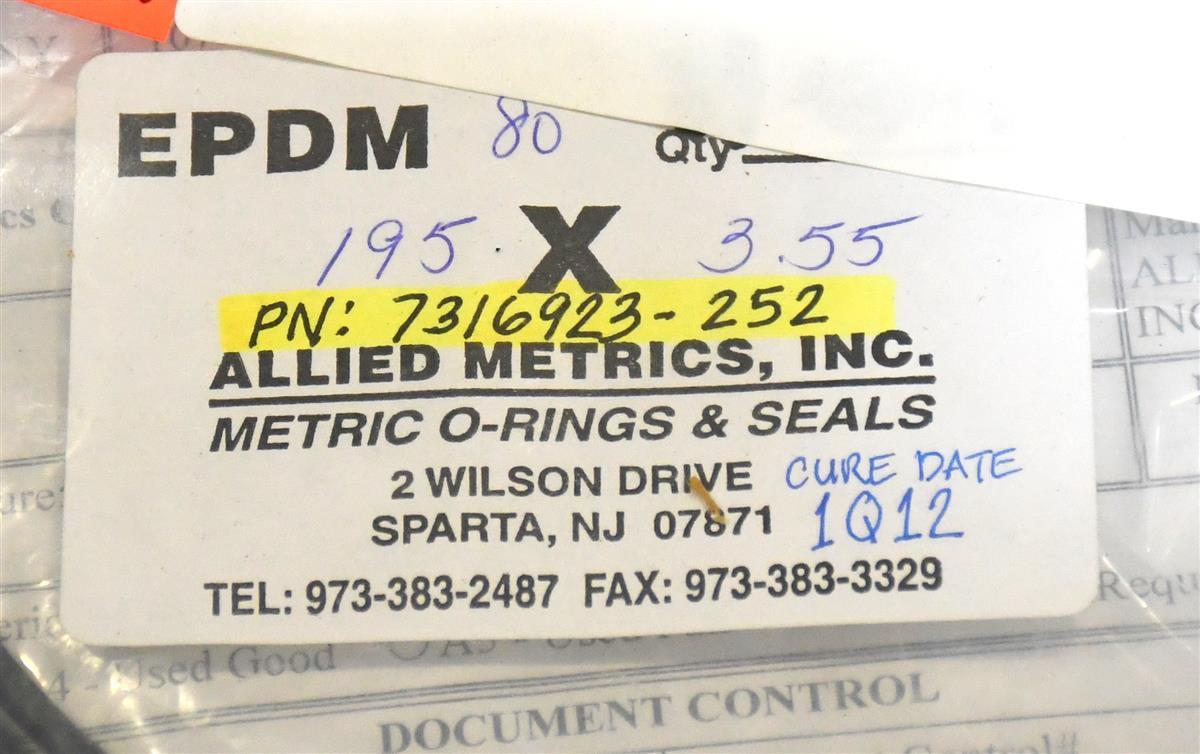 EPDM 80 Qty
195 X 3.55
PN: 7316923-252
ALLIED METRICS, INC.
METRIC O-RINGS & SEALS
2 WILSON DRIVE CURE DATE
SPARTA, NJ 07871 1Q12
TEL: 973-383-2487 FAX: 973-383-3329
4 - Used Good
DOCUMENT CONTROL